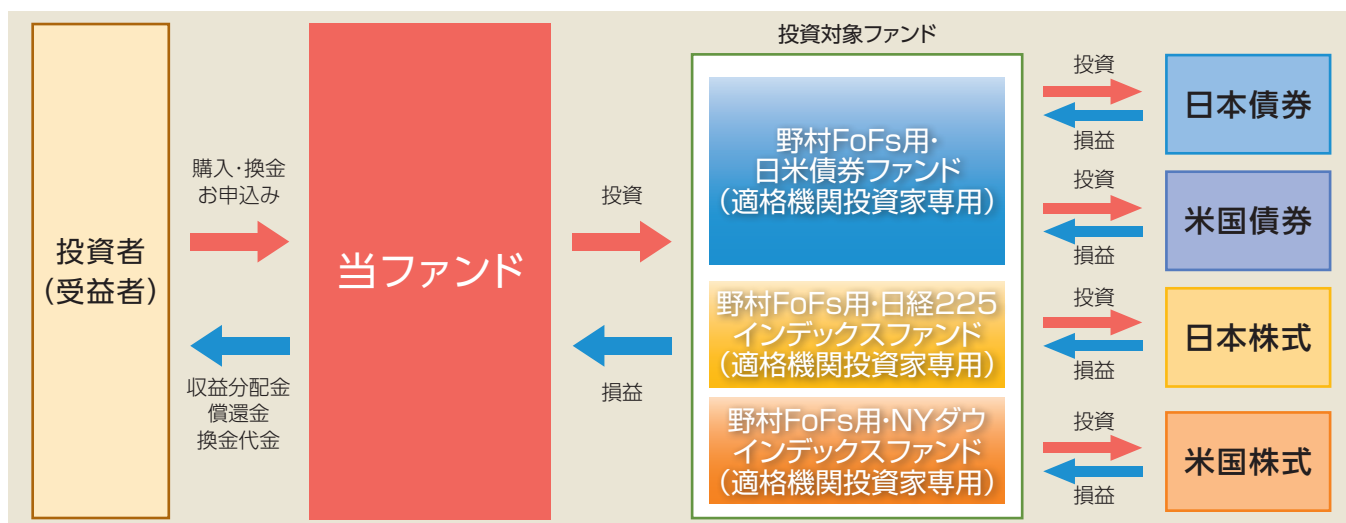 投資対象ファンド
投資者
(受益者)
購入・換金
お申込み
収益分配金
償還金
換金代金
当ファンド
投資
損益
野村FoFs用・
日米債券ファンド
(適格機関投資家専用)
野村FoFs用・日経225
インデックスファンド
(適格機関投資家専用)
野村FoFs用・NYダウ
インデックスファンド
(適格機関投資家専用)
投資
損益
日本債券
投資
損益
米国債券
投資
損益
日本株式
投資
損益
米国株式